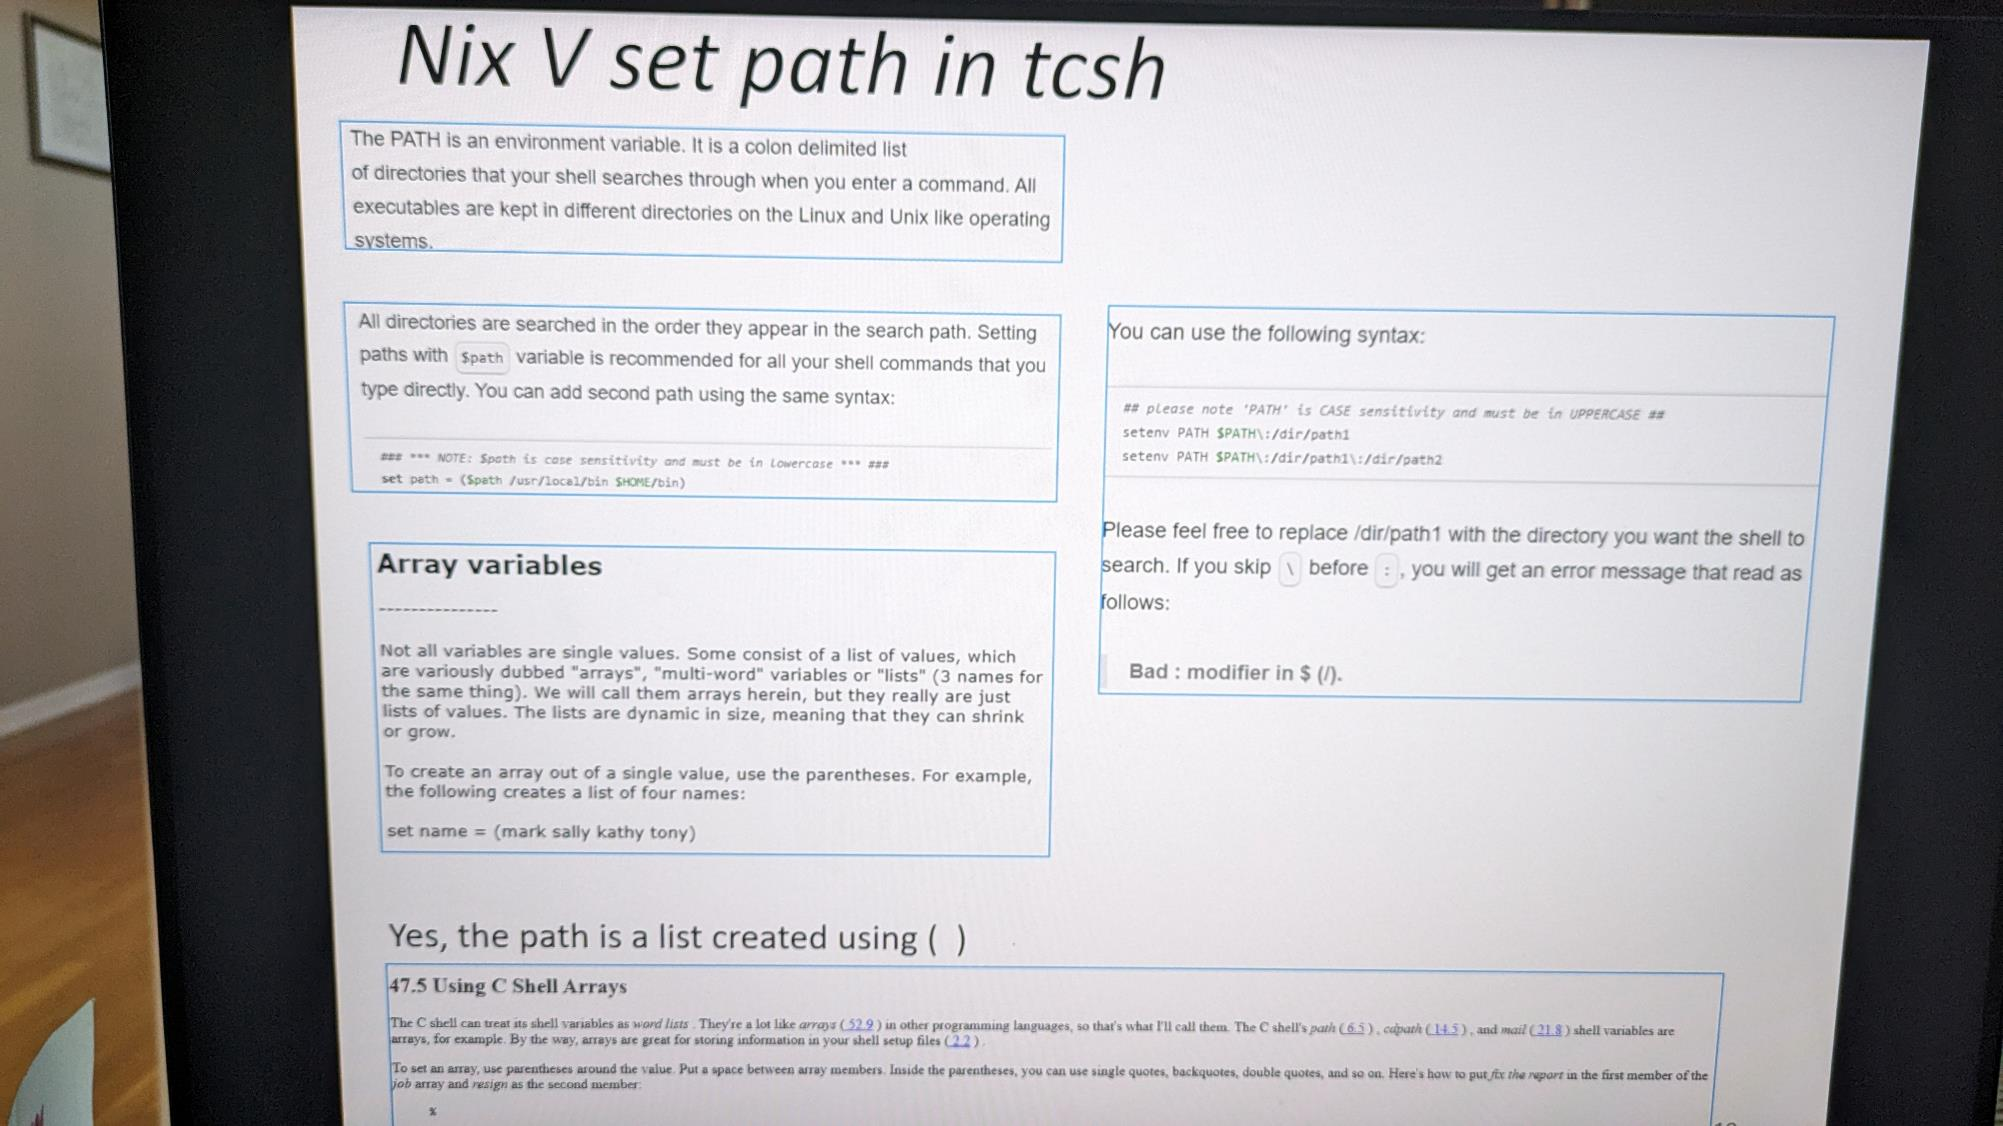 Nix V set path in tcsh
The PATH is an environment variable. It is a colon delimited list
of directories that your shell searches through when you enter a command. All
executables are kept in different directories on the Linux and Unix like operating
systems.
All directories are searched in the order they appear in the search path. Setting
paths with $path variable is recommended for all your shell commands that you
type directly. You can add second path using the same syntax:
### *** NOTE: $path is case sensitivity and must be in lowercase *** ###
set path = ($path /usr/local/bin $HOME/bin)
You can use the following syntax:
## please note 'PATH' is CASE sensitivity and must be in UPPERCASE ##
setenv PATH $PATH\:/dir/path1
setenv PATH $PATH\:/dir/path1\:/dir/path2
Please feel free to replace /dir/path1 with the directory you want the shell to
search. If you skip \ before : , you will get an error message that read as
follows:
Bad : modifier in $ (/).
Array variables
---------------
Not all variables are single values. Some consist of a list of values, which
are variously dubbed "arrays", "multi-word" variables or "lists" (3 names for
the same thing). We will call them arrays herein, but they really are just
lists of values. The lists are dynamic in size, meaning that they can shrink
or grow.
To create an array out of a single value, use the parentheses. For example,
the following creates a list of four names:
set name = (mark sally kathy tony)
Yes, the path is a list created using ( )
47.5 Using C Shell Arrays
The C shell can treat its shell variables as word lists . They're a lot like arrays ( 52.9 ) in other programming languages, so that's what I'll call them. The C shell's path ( 6.5 ) , cdpath ( 14.5 ) , and mail ( 21.8 ) shell variables are
arrays, for example. By the way, arrays are great for storing information in your shell setup files ( 2.2 ) .
To set an array, use parentheses around the value. Put a space between array members. Inside the parentheses, you can use single quotes, backquotes, double quotes, and so on. Here's how to put fix the report in the first member of the
job array and resign as the second member:
%